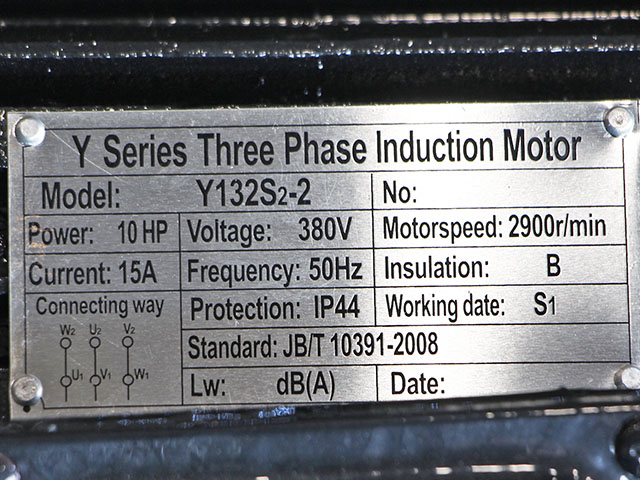 Y Series Three Phase Induction Motor
Model: Y132S2-2 No:
Power: 10 HP Voltage: 380V Motorspeed: 2900r/min
Current: 15A Frequency: 50Hz Insulation: B
Connecting way Protection: IP44 Working date: S1
W2 U2 V2
Standard: JB/T 10391-2008
U1 V1 W1
Lw: dB(A) Date: